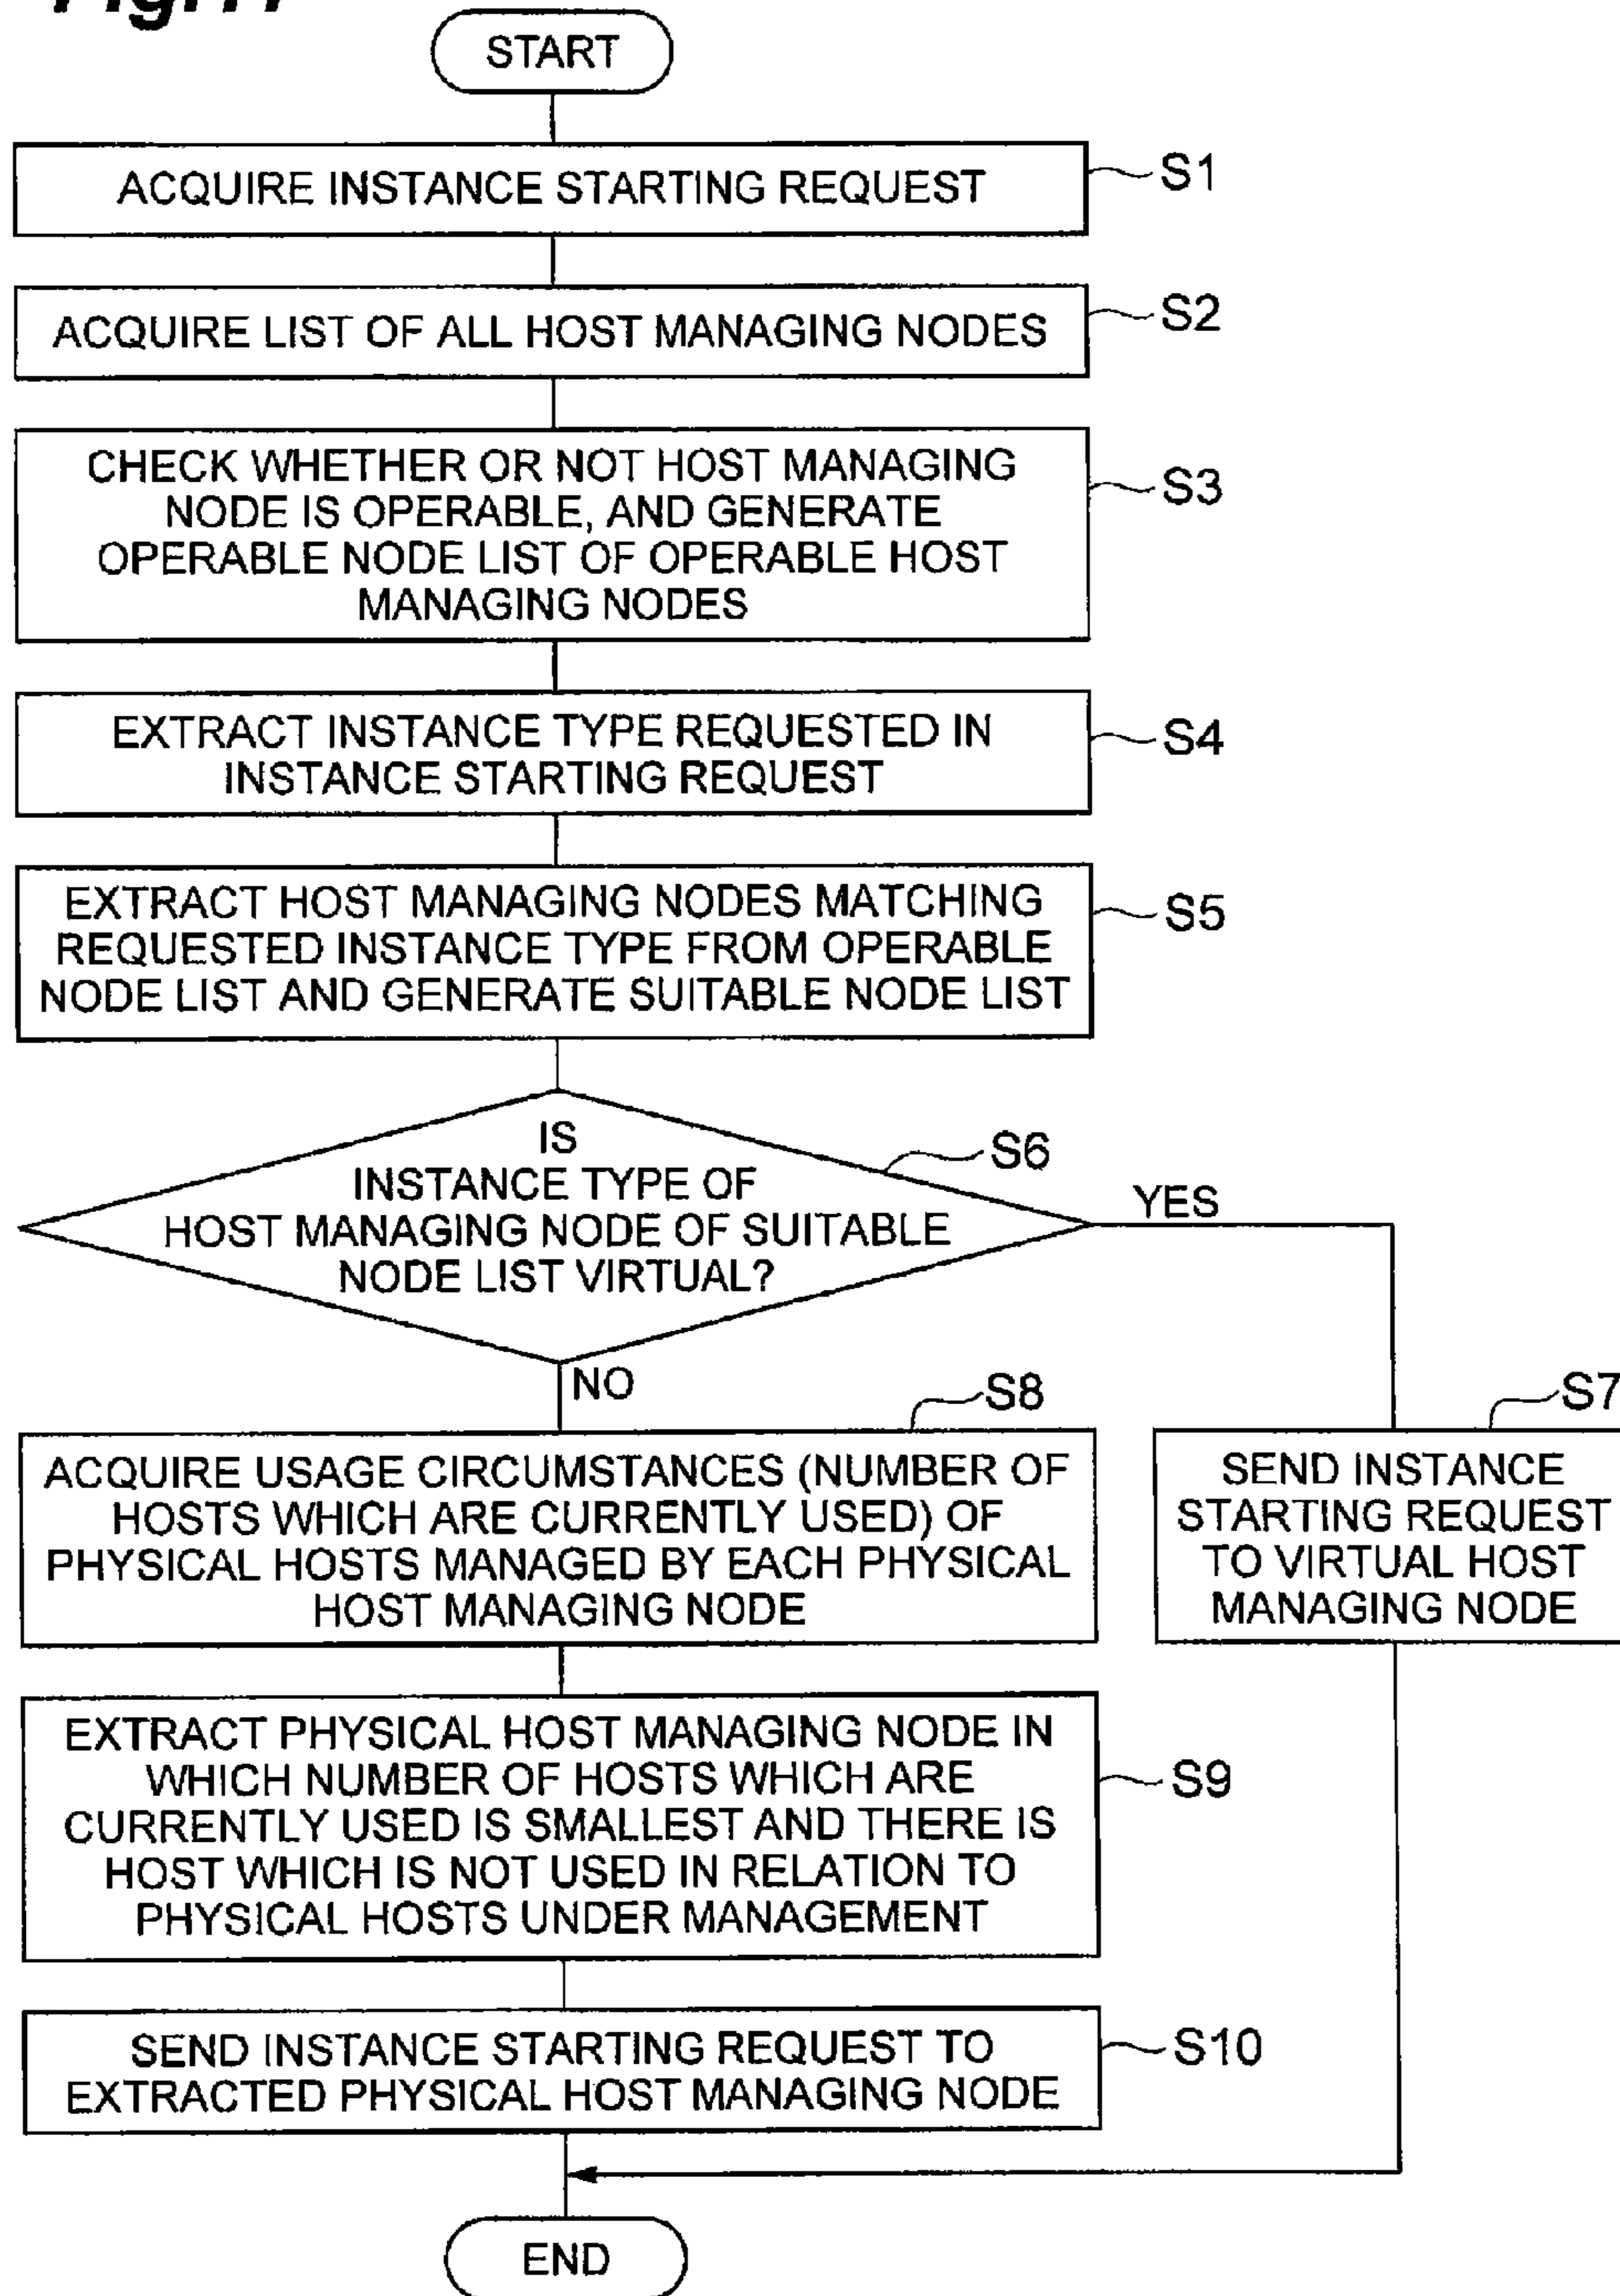 START
ACQUIRE INSTANCE STARTING REQUEST
S1
ACQUIRE LIST OF ALL HOST MANAGING NODES
S2
CHECK WHETHER OR NOT HOST MANAGING
NODE IS OPERABLE, AND GENERATE
OPERABLE NODE LIST OF OPERABLE HOST
MANAGING NODES
S3
EXTRACT INSTANCE TYPE REQUESTED IN
INSTANCE STARTING REQUEST
S4
EXTRACT HOST MANAGING NODES MATCHING
REQUESTED INSTANCE TYPE FROM OPERABLE
NODE LIST AND GENERATE SUITABLE NODE LIST
S5
IS
INSTANCE TYPE OF
HOST MANAGING NODE OF SUITABLE
NODE LIST VIRTUAL?
S6
YES
NO
S8
ACQUIRE USAGE CIRCUMSTANCES (NUMBER OF
HOSTS WHICH ARE CURRENTLY USED) OF
PHYSICAL HOSTS MANAGED BY EACH PHYSICAL
HOST MANAGING NODE
S7
SEND INSTANCE
STARTING REQUEST
TO VIRTUAL HOST
MANAGING NODE
EXTRACT PHYSICAL HOST MANAGING NODE IN
WHICH NUMBER OF HOSTS WHICH ARE
CURRENTLY USED IS SMALLEST AND THERE IS
HOST WHICH IS NOT USED IN RELATION TO
PHYSICAL HOSTS UNDER MANAGEMENT
S9
SEND INSTANCE STARTING REQUEST TO
EXTRACTED PHYSICAL HOST MANAGING NODE
S10
END